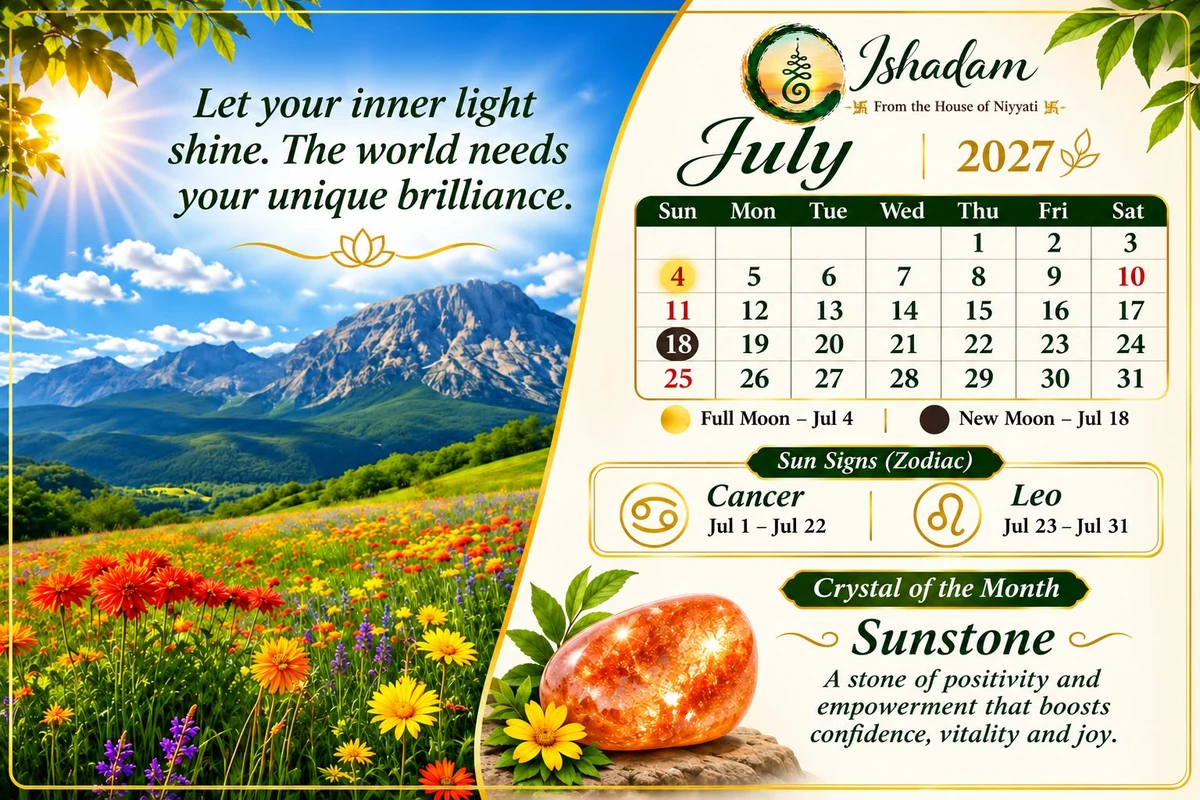 Let your inner light
shine. The world needs
your unique brilliance.
Ishadam
卐 From the House of Niyyati 卐
July | 2027
Sun Mon Tue Wed Thu Fri Sat
1 2 3
4 5 6 7 8 9 10
11 12 13 14 15 16 17
18 19 20 21 22 23 24
25 26 27 28 29 30 31
Full Moon – Jul 4 | New Moon – Jul 18
Sun Signs (Zodiac)
Cancer
Jul 1 – Jul 22
Leo
Jul 23 – Jul 31
Crystal of the Month
Sunstone
A stone of positivity and
empowerment that boosts
confidence, vitality and joy.